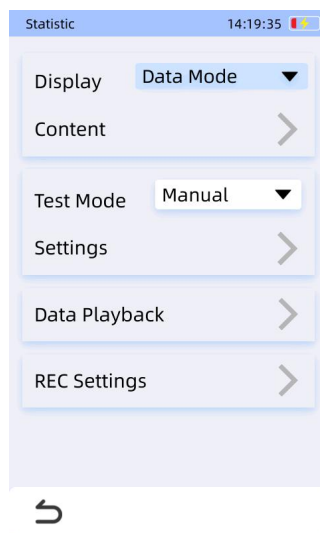 Statistic 14:19:35
Display Data Mode
Content
Test Mode Manual
Settings
Data Playback
REC Settings